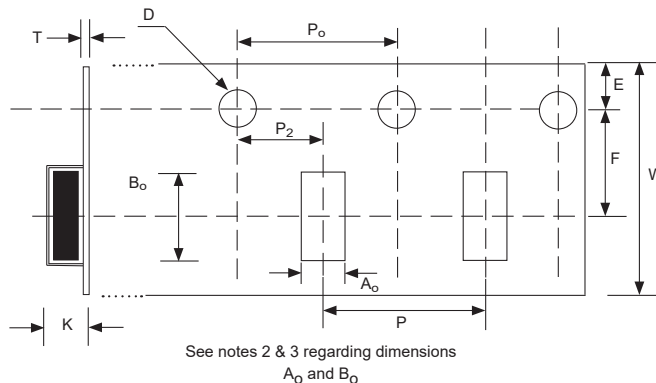 D
T
Po
E
P2
F
W
Bo
Ao
K
P
See notes 2 & 3 regarding dimensions
AO and BO